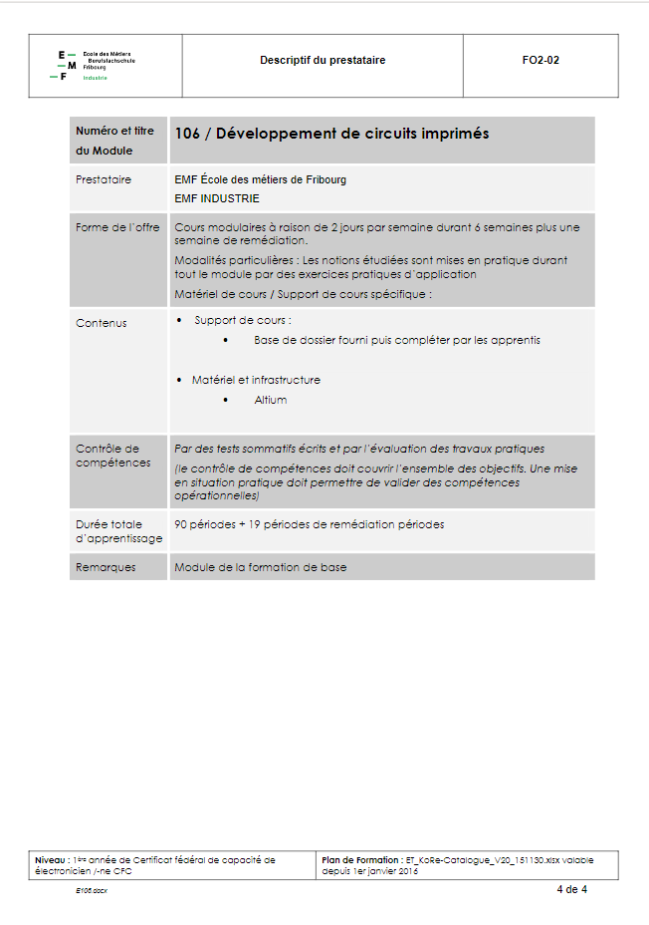 E — Ecole des Métiers
— M Berufsfachschule
Fribourg
— F Industrie
Descriptif du prestataire
FO2-02
Numéro et titre
du Module
106 / Développement de circuits imprimés
Prestataire
EMF École des métiers de Fribourg
EMF INDUSTRIE
Forme de l'offre
Cours modulaires à raison de 2 jours par semaine durant 6 semaines plus une
semaine de remédiation.
Modalités particulières : Les notions étudiées sont mises en pratique durant
tout le module par des exercices pratiques d'application
Matériel de cours / Support de cours spécifique :
Contenus
• Support de cours :
• Base de dossier fourni puis compléter par les apprentis
• Matériel et infrastructure
• Altium
Contrôle de
compétences
Par des tests sommatifs écrits et par l'évaluation des travaux pratiques
(le contrôle de compétences doit couvrir l'ensemble des objectifs. Une mise
en situation pratique doit permettre de valider des compétences
opérationnelles)
Durée totale
d'apprentissage
90 périodes + 19 périodes de remédiation périodes
Remarques
Module de la formation de base
Niveau : 1ère année de Certificat fédéral de capacité de
électronicien /-ne CFC
Plan de Formation : ET_KoRe-Catalogue_V20_151130.xlsx valable
depuis 1er janvier 2016
E106.docx
4 de 4